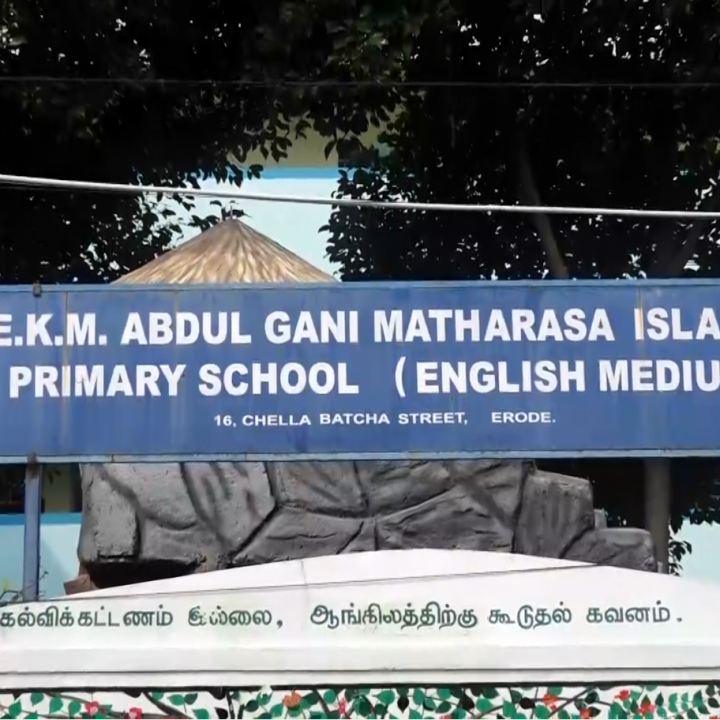 E.K.M. ABDUL GANI MATHARASA ISLA
PRIMARY SCHOOL (ENGLISH MEDIU
16, CHELLA BATCHA STREET, ERODE.
கல்விக்கட்டணம் இல்லை, ஆங்கிலத்திற்கு கூடுதல் கவனம்.